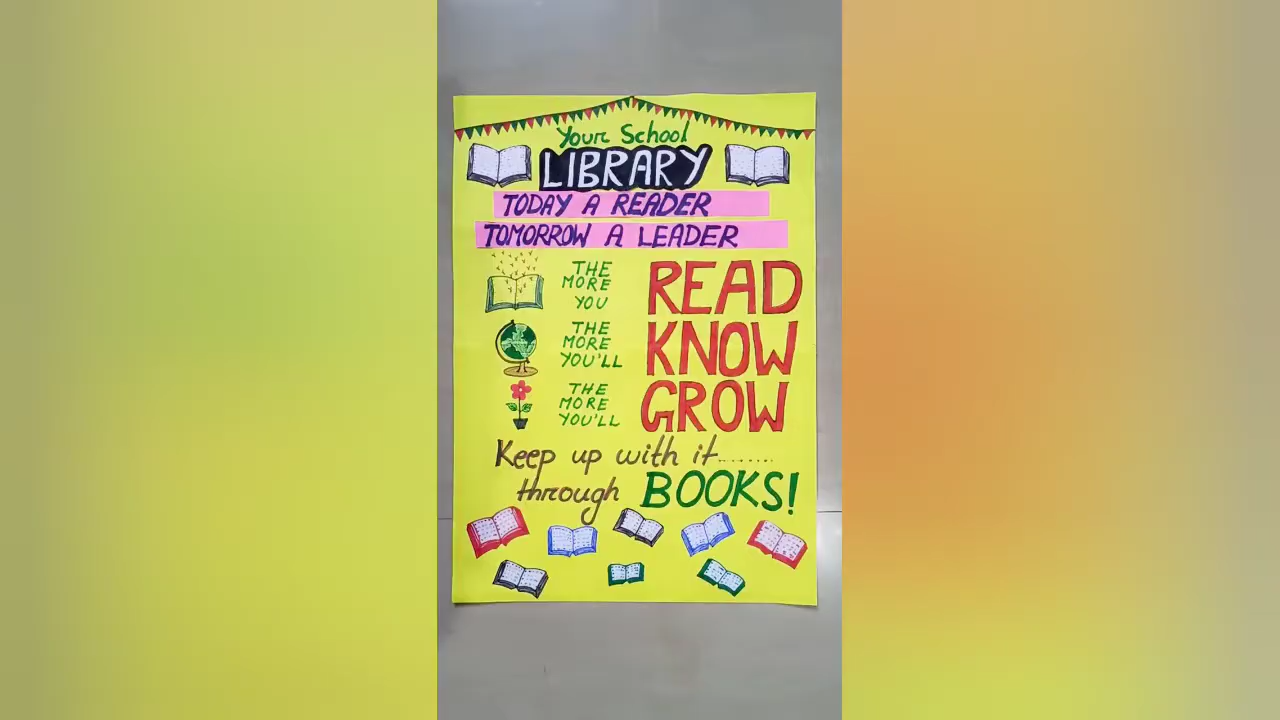 Your School
LIBRARY
TODAY A READER
TOMORROW A LEADER
THE
MORE
YOU
READ
THE
MORE
YOU'LL
KNOW
THE
MORE
YOU'LL
GROW
Keep up with it.......
through BOOKS!